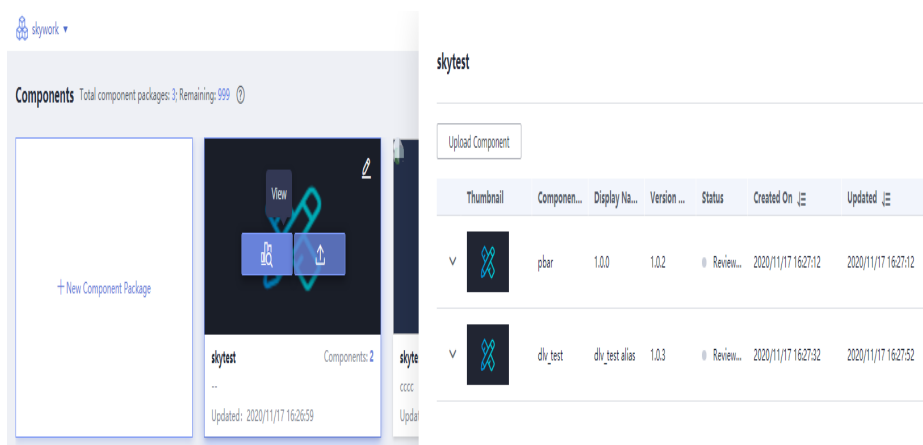 skywork
Components Total component packages: 3; Remaining: 999 ?
View
+ New Component Package
skytest Components: 2
--
Updated: 2020/11/17 16:26:59
skyte
cccc
Updat
skytest
Upload Component
Thumbnail Componen... Display Na... Version ... Status Created On Updated
pbar 1.0.0 1.0.2 Review... 2020/11/17 16:27:12 2020/11/17 16:27:12
dlv_test dlv_test alias 1.0.3 Review... 2020/11/17 16:27:32 2020/11/17 16:27:52